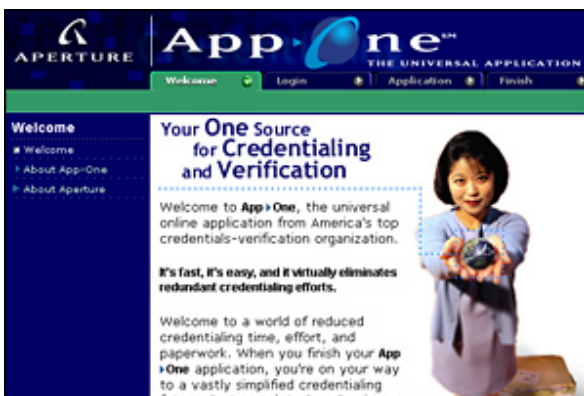 APERTURE
App·One℠
THE UNIVERSAL APPLICATION
Welcome
Login
Application
Finish
Welcome
Welcome
About App-One
About Aperture
Your One Source
for Credentialing
and Verification
Welcome to App▸One, the universal
online application from America's top
credentials-verification organization.
It's fast, it's easy, and it virtually eliminates
redundant credentialing efforts.
Welcome to a world of reduced
credentialing time, effort, and
paperwork. When you finish your App
▸One application, you're on your way
to a vastly simplified credentialing